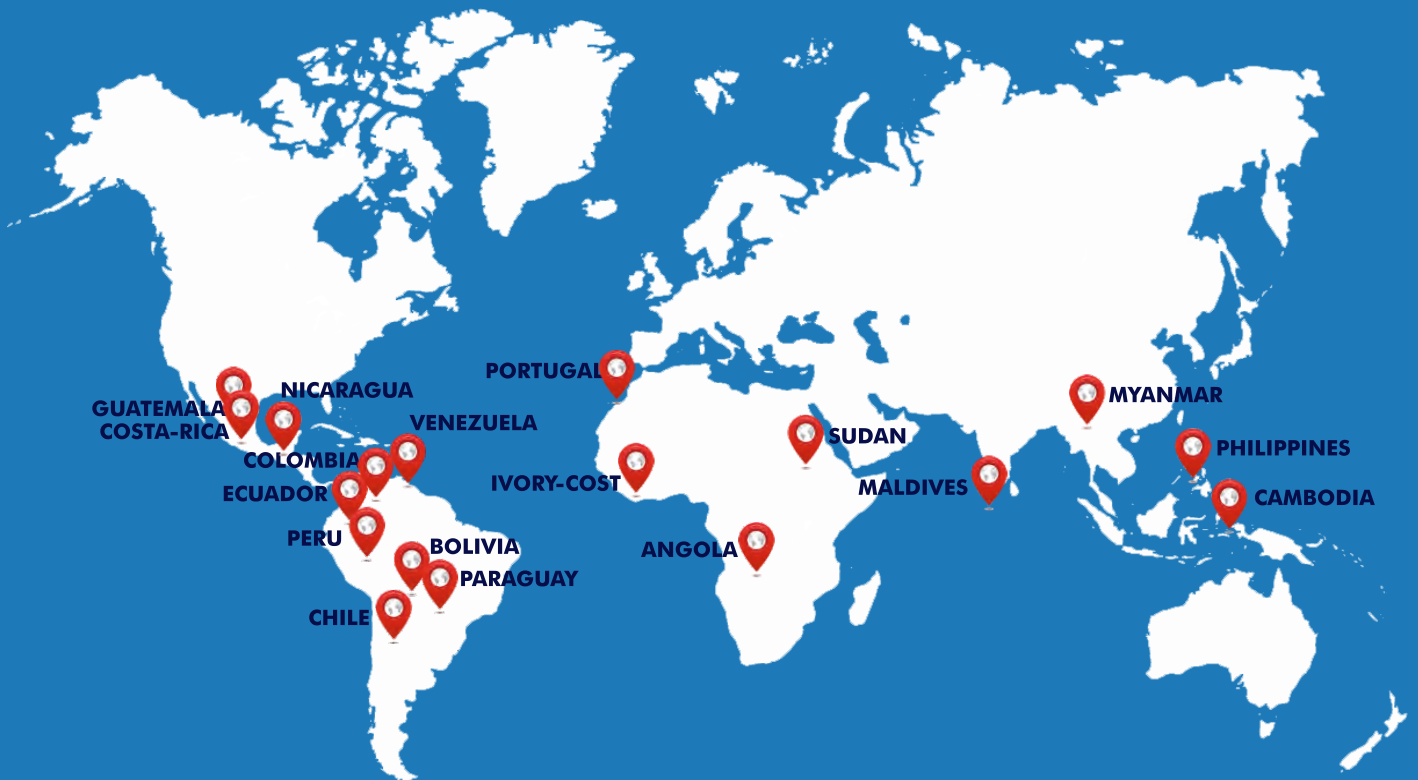 PORTUGAL
NICARAGUA
MYANMAR
GUATEMALA
VENEZUELA
COSTA-RICA
SUDAN
PHILIPPINES
COLOMBIA
IVORY-COST
MALDIVES
ECUADOR
CAMBODIA
PERU
BOLIVIA
ANGOLA
PARAGUAY
CHILE